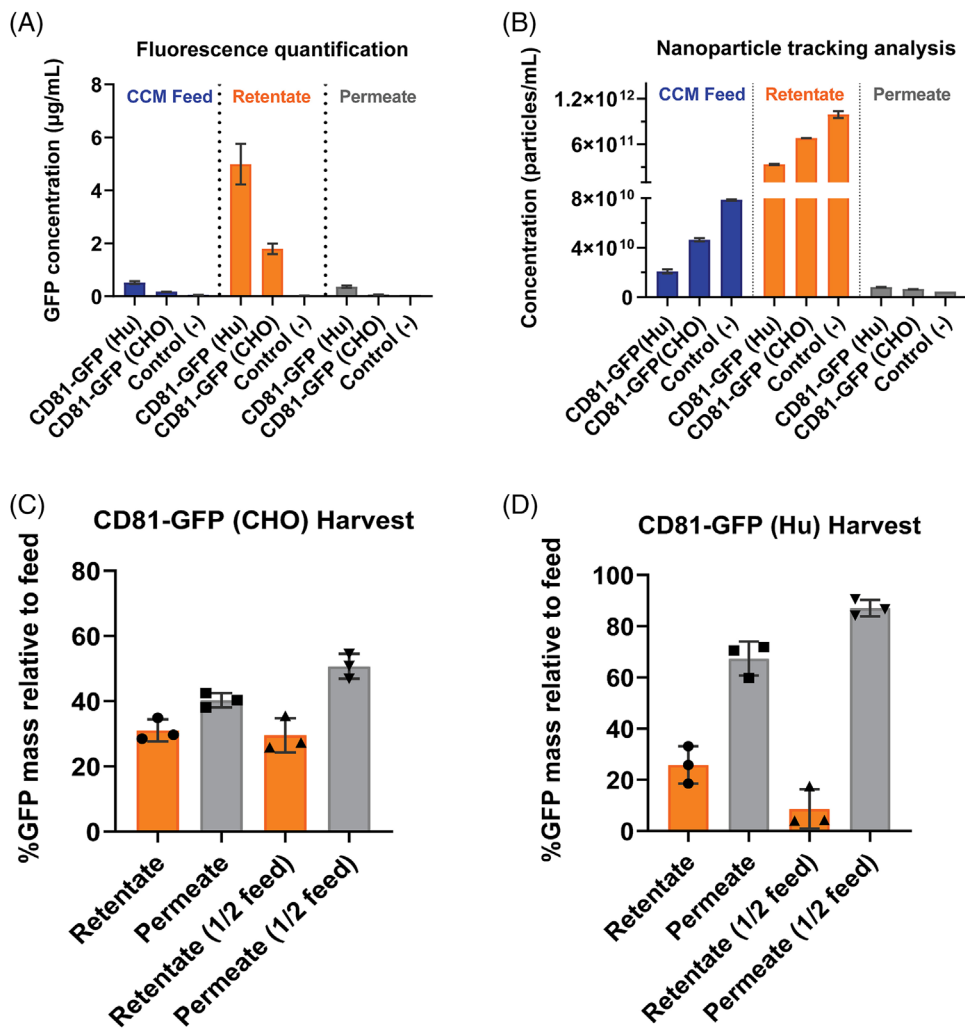 (A)
Fluorescence quantification
CCM Feed
Retentate
Permeate
GFP concentration (µg/mL)
8
6
4
2
0
CD81-GFP (Hu)
CD81-GFP (CHO)
Control (-)
CD81-GFP (Hu)
CD81-GFP (CHO)
Control (-)
CD81-GFP (Hu)
CD81-GFP (CHO)
Control (-)
(B)
Nanoparticle tracking analysis
CCM Feed
Retentate
Permeate
Concentration (particles/mL)
1.2×10¹²
6×10¹¹
8×10¹⁰
4×10¹⁰
0
CD81-GFP(Hu)
CD81-GFP(CHO)
Control (-)
CD81-GFP (Hu)
CD81-GFP (CHO)
Control (-)
CD81-GFP (Hu)
CD81-GFP (CHO)
Control (-)
(C)
CD81-GFP (CHO) Harvest
%GFP mass relative to feed
80
60
40
20
0
Retentate
Permeate
Retentate (1/2 feed)
Permeate (1/2 feed)
(D)
CD81-GFP (Hu) Harvest
%GFP mass relative to feed
100
80
60
40
20
0
Retentate
Permeate
Retentate (1/2 feed)
Permeate (1/2 feed)